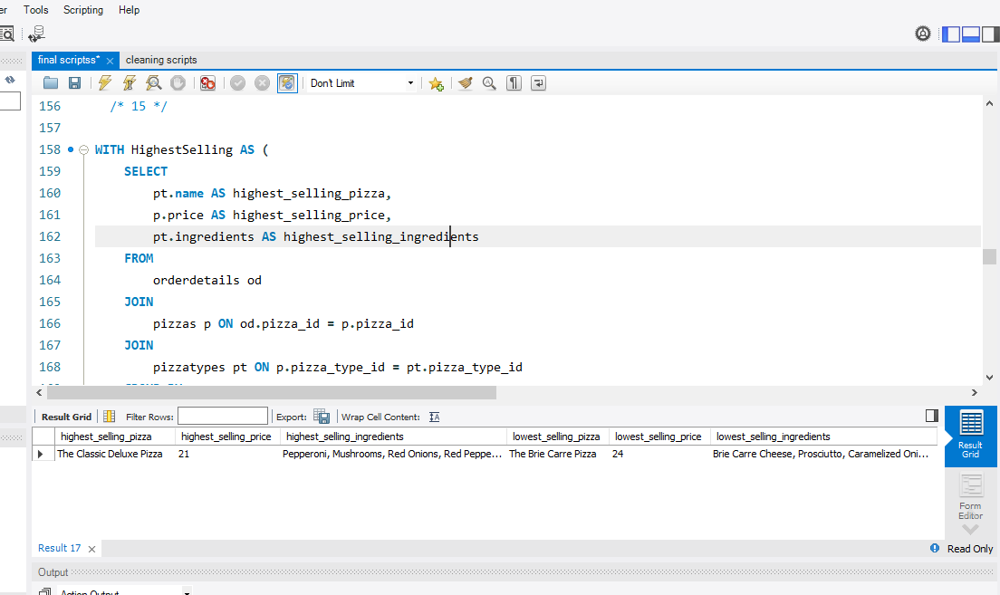 er Tools Scripting Help
final scriptss* cleaning scripts
Don't Limit
156 /* 15 */
157
158 WITH HighestSelling AS (
159 SELECT
160 pt.name AS highest_selling_pizza,
161 p.price AS highest_selling_price,
162 pt.ingredients AS highest_selling_ingredients
163 FROM
164 orderdetails od
165 JOIN
166 pizzas p ON od.pizza_id = p.pizza_id
167 JOIN
168 pizzatypes pt ON p.pizza_type_id = pt.pizza_type_id
Result Grid Filter Rows: Export: Wrap Cell Content:
highest_selling_pizza highest_selling_price highest_selling_ingredients lowest_selling_pizza lowest_selling_price lowest_selling_ingredients
The Classic Deluxe Pizza 21 Pepperoni, Mushrooms, Red Onions, Red Peppe... The Brie Carre Pizza 24 Brie Carre Cheese, Prosciutto, Caramelized Oni...
Result
Grid
Form
Editor
Result 17 Read Only
Output
Action Output